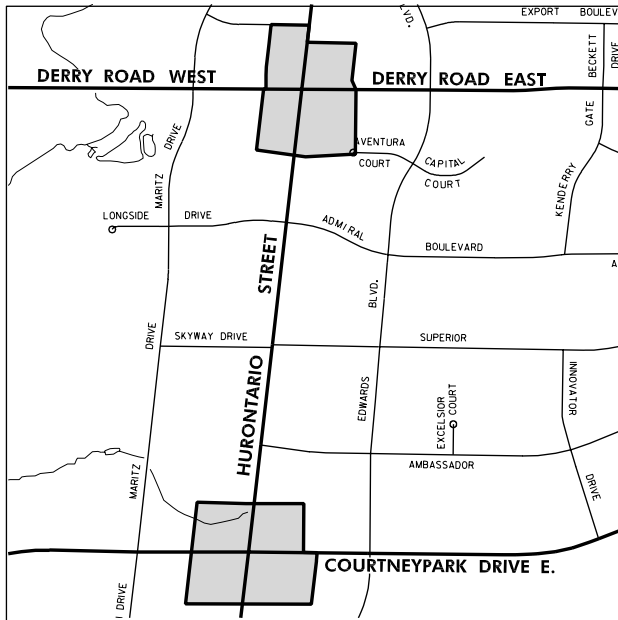 EXPORT BOULEV
LVD.
BECKETT
DRIVE
DERRY ROAD WEST
DERRY ROAD EAST
GATE
DRIVE
AVENTURA
COURT
CAPITAL
COURT
MARITZ
KENDERRY
LONGSIDE DRIVE
ADMIRAL
BOULEVARD
A
STREET
BLVD.
DRIVE
SKYWAY DRIVE
SUPERIOR
HURONTARIO
EDWARDS
EXCELSIOR
COURT
INNOVATOR
AMBASSADOR
MARITZ
DRIVE
COURTNEYPARK DRIVE E.
DRIVE